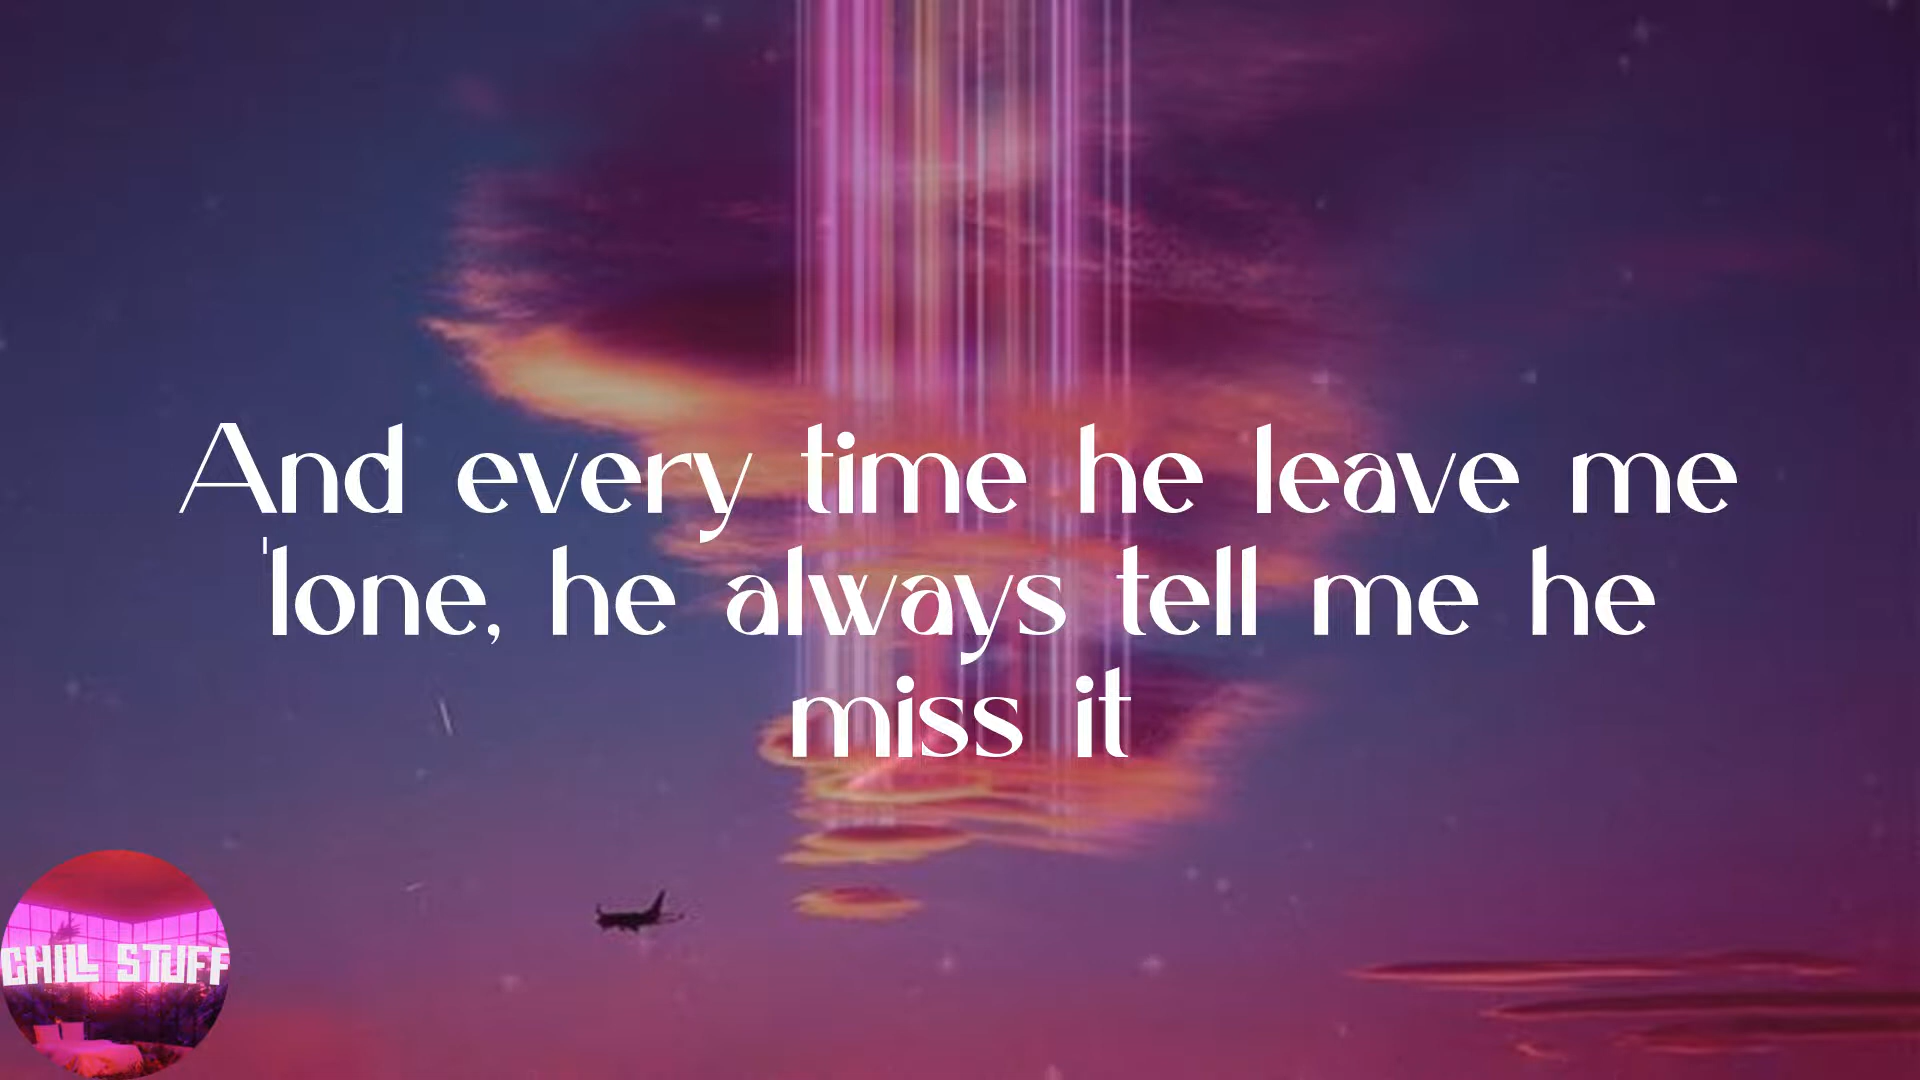 And every time he leave me
'lone, he always tell me he
miss it
CHILL STUFF